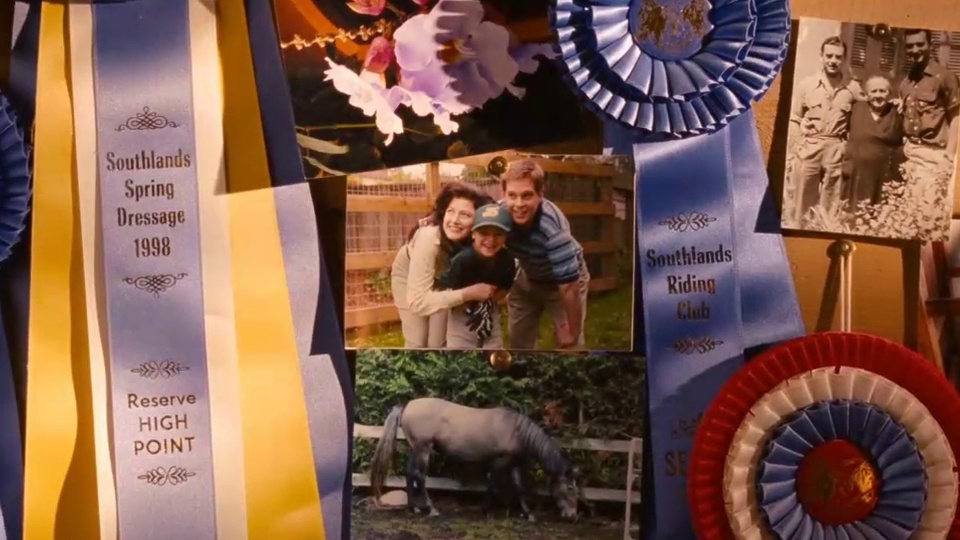 Southlands
Spring
Dressage
1998
Reserve
HIGH
POINT
Southlands
Riding
Club